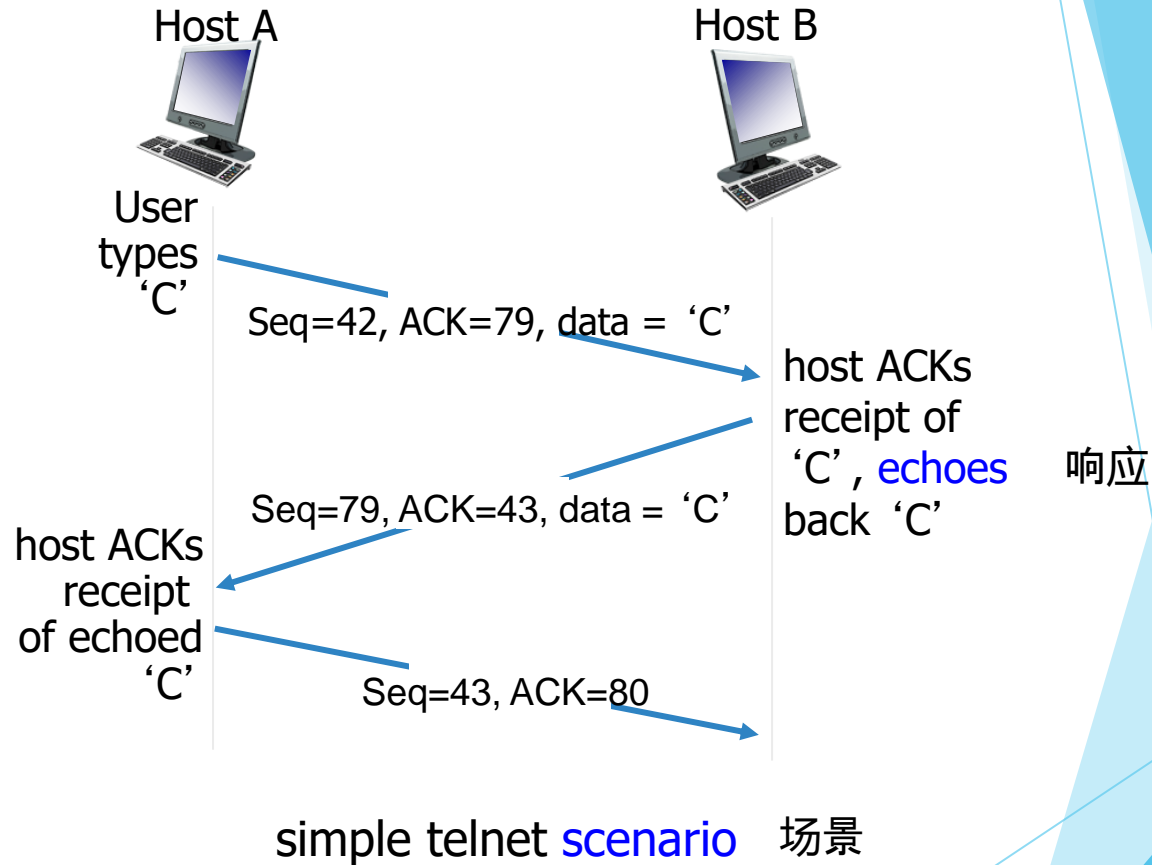 Host A
Host B
User
types
‘C’
Seq=42, ACK=79, data = ‘C’
host ACKs
receipt of
‘C’, echoes 响应
back ‘C’
Seq=79, ACK=43, data = ‘C’
host ACKs
receipt
of echoed
‘C’
Seq=43, ACK=80
simple telnet scenario 场景